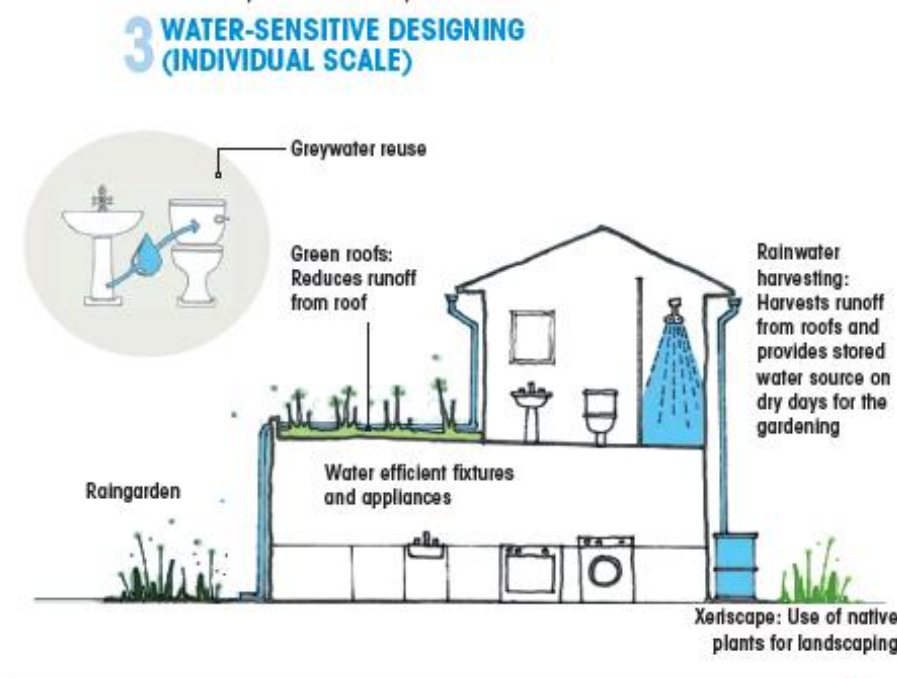 3 WATER-SENSITIVE DESIGNING
(INDIVIDUAL SCALE)
Greywater reuse
Green roofs:
Reduces runoff
from roof
Rainwater
harvesting:
Harvests runoff
from roofs and
provides stored
water source on
dry days for the
gardening
Water efficient fixtures
and appliances
Raingarden
Xeriscape: Use of native
plants for landscaping